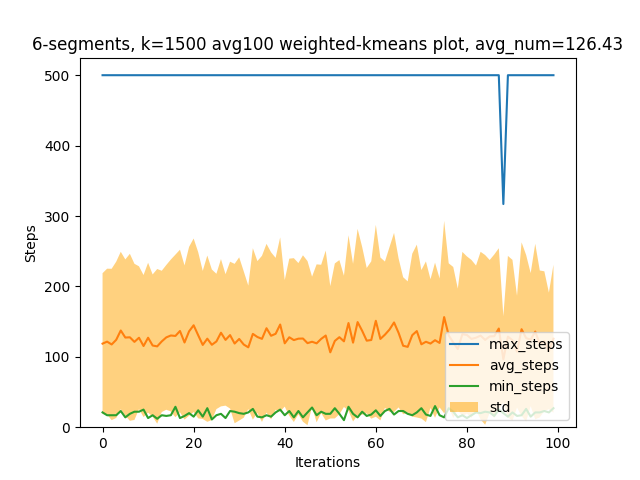 6-segments, k=1500 avg100 weighted-kmeans plot, avg_num=126.43
500
400
300
200
100
0
Steps
0 20 40 60 80 100
Iterations
max_steps
avg_steps
min_steps
std